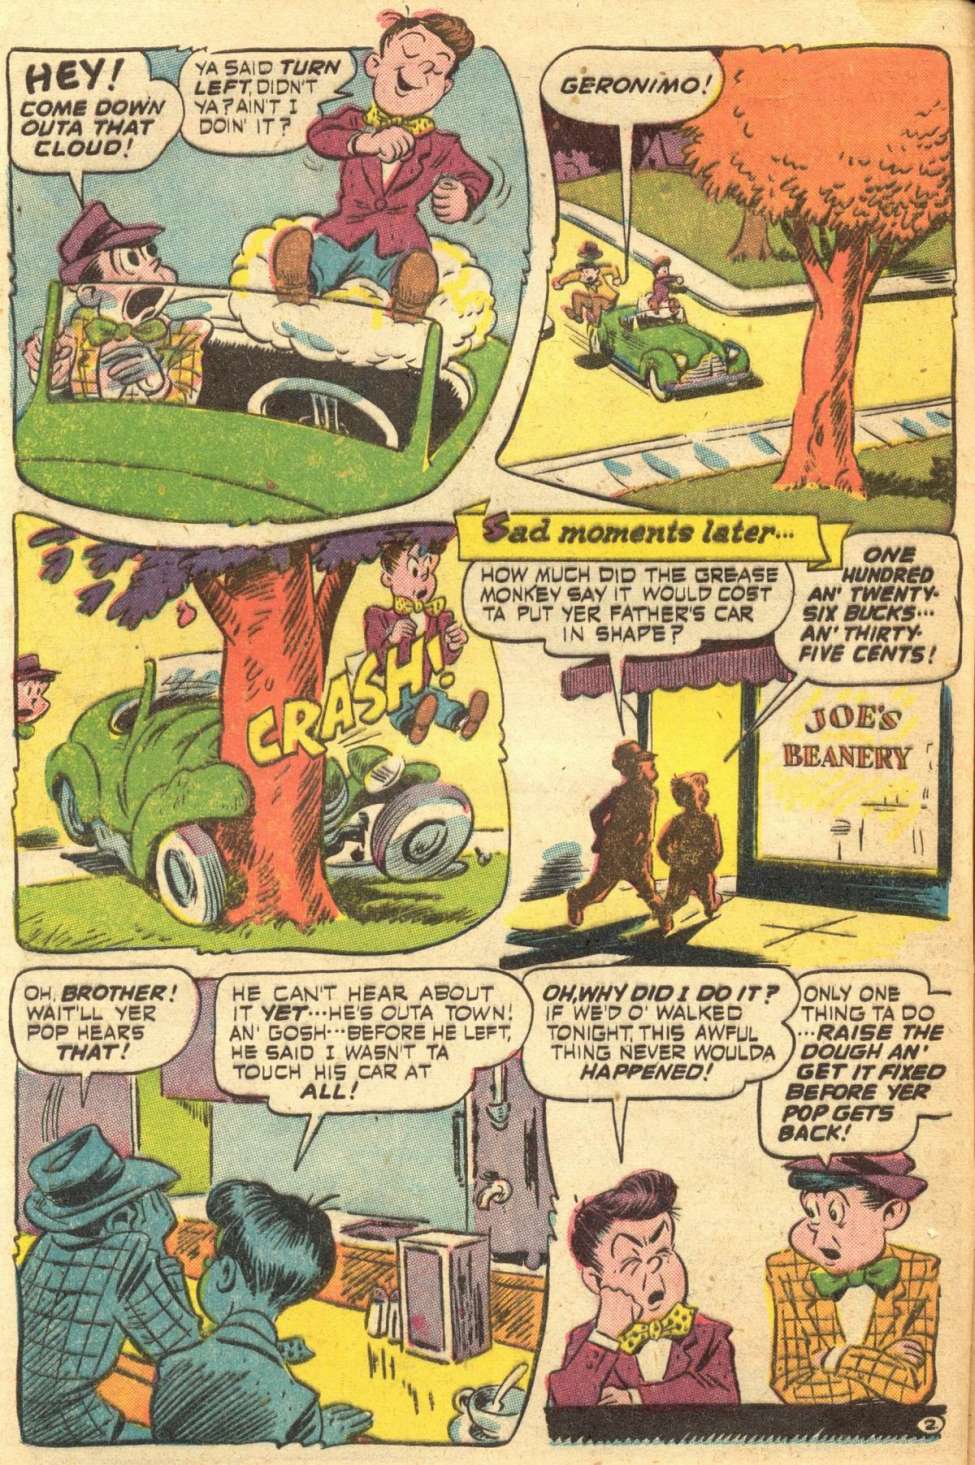 HEY!
COME DOWN
OUTA THAT
CLOUD!
YA SAID TURN
LEFT, DIDN'T
YA? AIN'T I
DOIN' IT?
GERONIMO!
CRASH!
Sad moments later...
HOW MUCH DID THE GREASE
MONKEY SAY IT WOULD COST
TA PUT YER FATHER'S CAR
IN SHAPE?
ONE
HUNDRED
AN' TWENTY-
SIX BUCKS...
AN' THIRTY-
FIVE CENTS!
JOE'S
BEANERY
OH, BROTHER!
WAIT'LL YER
POP HEARS
THAT!
HE CAN'T HEAR ABOUT
IT YET...HE'S OUTA TOWN!
AN' GOSH...BEFORE HE LEFT,
HE SAID I WASN'T TA
TOUCH HIS CAR AT
ALL!
OH, WHY DID I DO IT?
IF WE'D O' WALKED
TONIGHT, THIS AWFUL
THING NEVER WOULDA
HAPPENED!
ONLY ONE
THING TA DO
...RAISE THE
DOUGH AN'
GET IT FIXED
BEFORE YER
POP GETS
BACK!
2